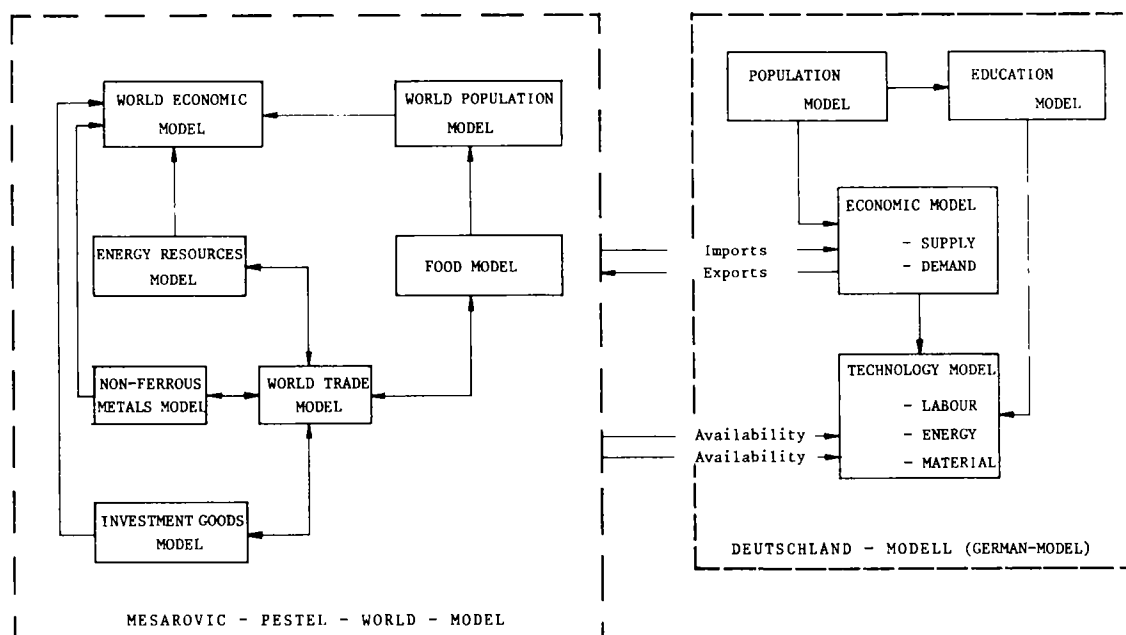 WORLD ECONOMIC
MODEL
WORLD POPULATION
MODEL
ENERGY RESOURCES
MODEL
FOOD MODEL
NON-FERROUS
METALS MODEL
WORLD TRADE
MODEL
INVESTMENT GOODS
MODEL
MESAROVIC - PESTEL - WORLD - MODEL
Imports
Exports
Availability
Availability
POPULATION
MODEL
EDUCATION
MODEL
ECONOMIC MODEL
- SUPPLY
- DEMAND
TECHNOLOGY MODEL
- LABOUR
- ENERGY
- MATERIAL
DEUTSCHLAND - MODELL (GERMAN-MODEL)